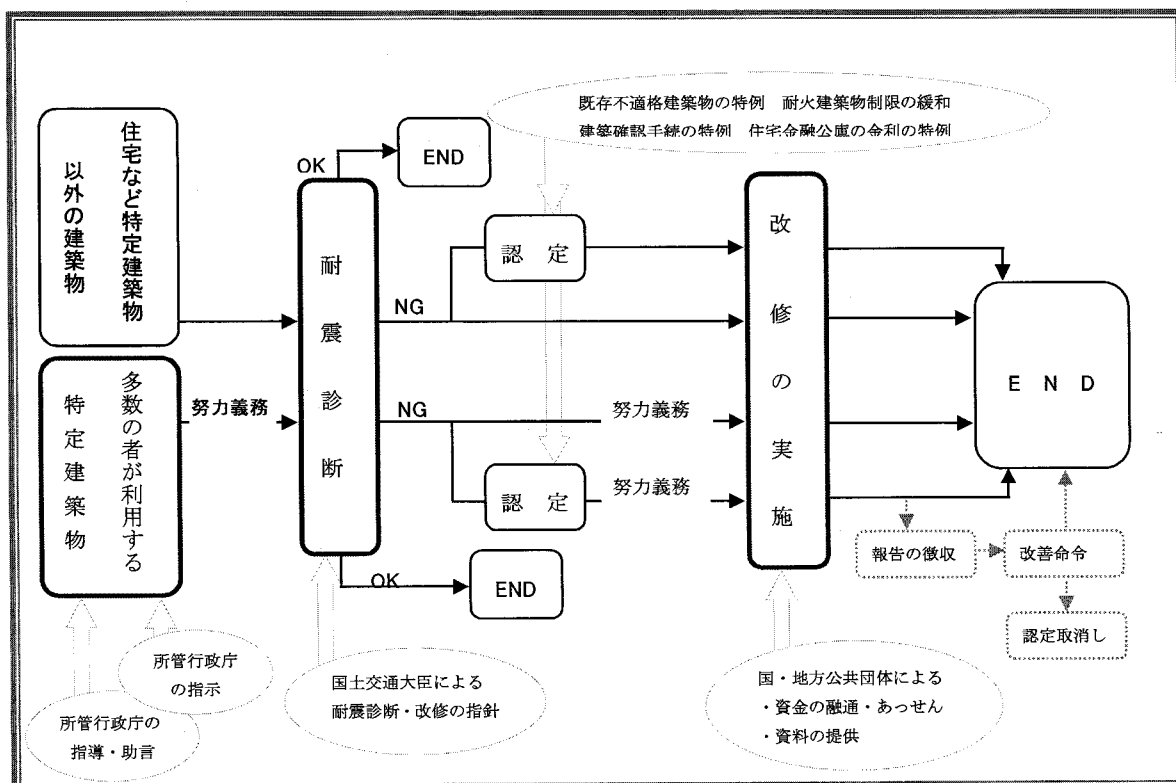 既存不適格建築物の特例　耐火建築物制限の緩和
建築確認手続の特例　住宅金融公庫の金利の特例
住宅など特定建築物
以外の建築物
OK
END
認　定
耐震診断
改修の実施
NG
END
多数の者が利用する
特定建築物
努力義務
NG
努力義務
認　定
努力義務
OK
END
報告の徴収
改善命令
認定取消し
所管行政庁
の指示
所管行政庁の
指導・助言
国土交通大臣による
耐震診断・改修の指針
国・地方公共団体による
・資金の融通・あっせん
・資料の提供